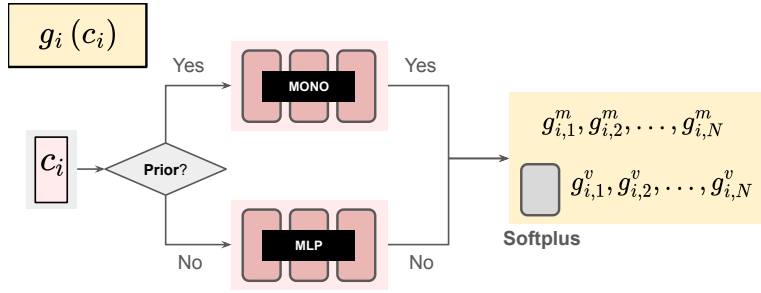 g_i (c_i)
Yes
MONO
Yes
c_i
Prior?
g^m_{i,1}, g^m_{i,2}, . . . , g^m_{i,N}
g^v_{i,1}, g^v_{i,2}, . . . , g^v_{i,N}
Softplus
No
MLP
No